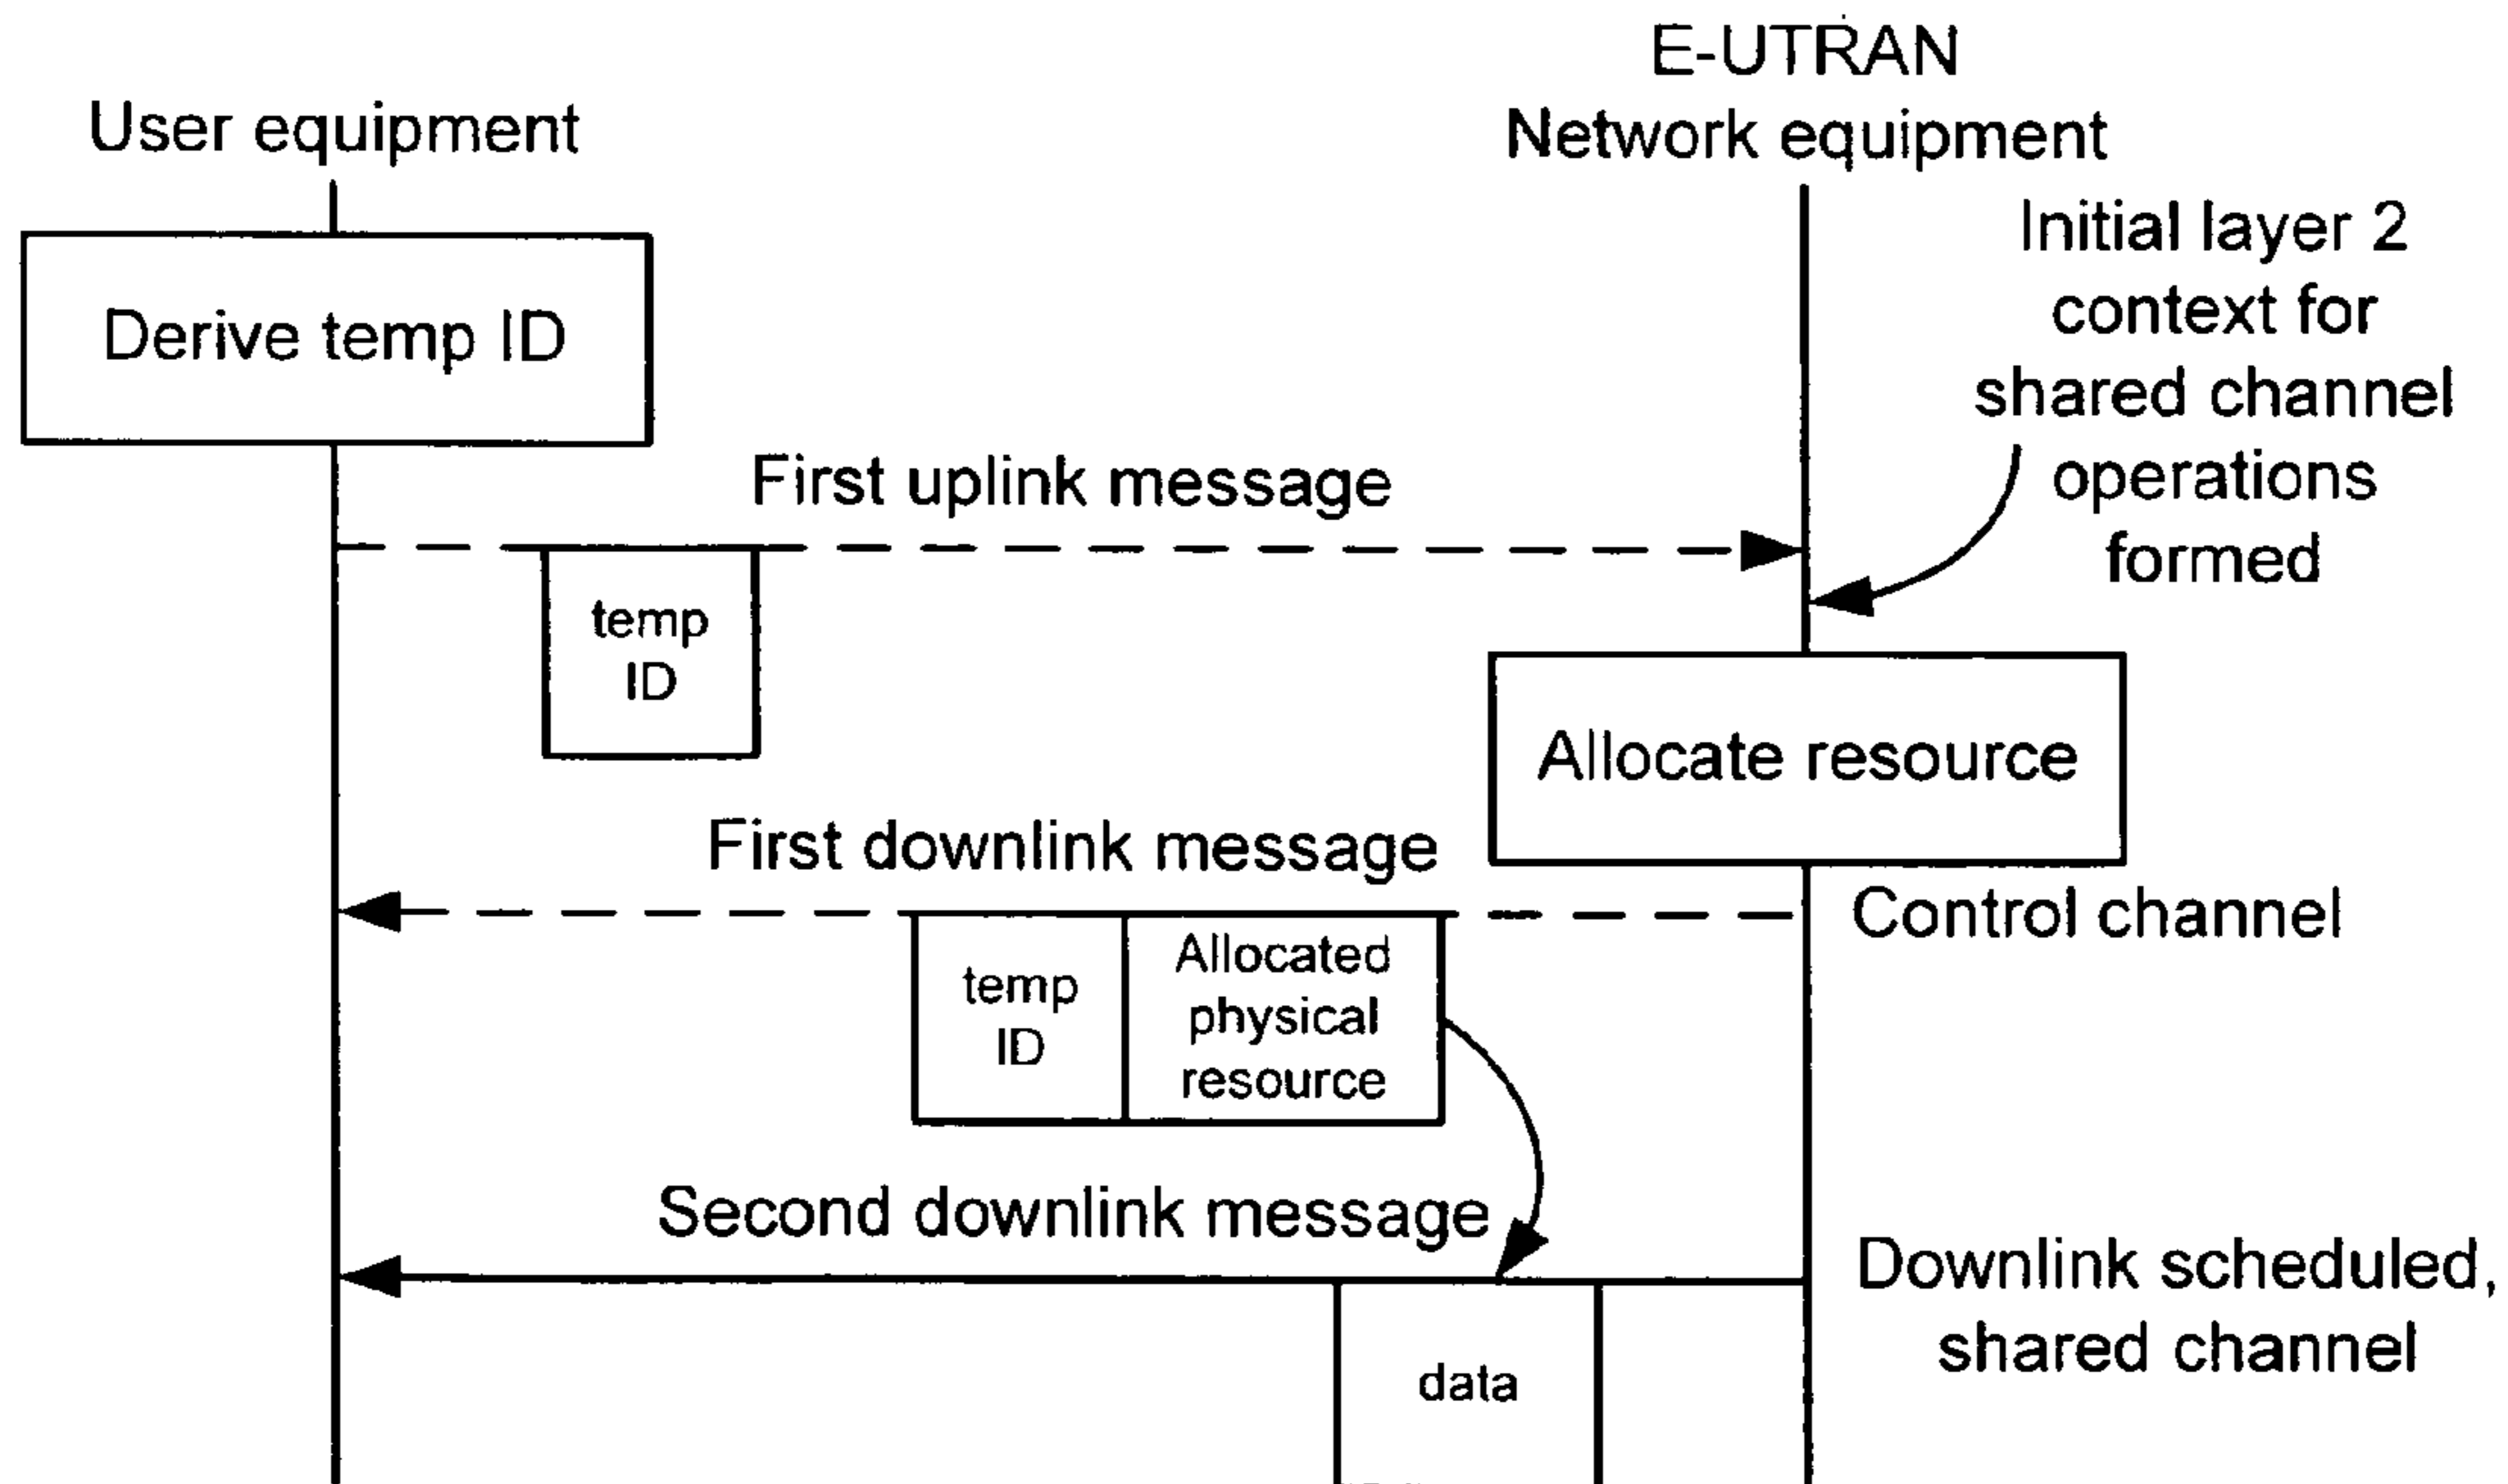 E-UTRAN
User equipment
Network equipment
Initial layer 2
context for
shared channel
operations
formed
Derive temp ID
First uplink message
temp
ID
Allocate resource
First downlink message
Control channel
temp
ID
Allocated
physical
resource
Second downlink message
Downlink scheduled,
shared channel
data